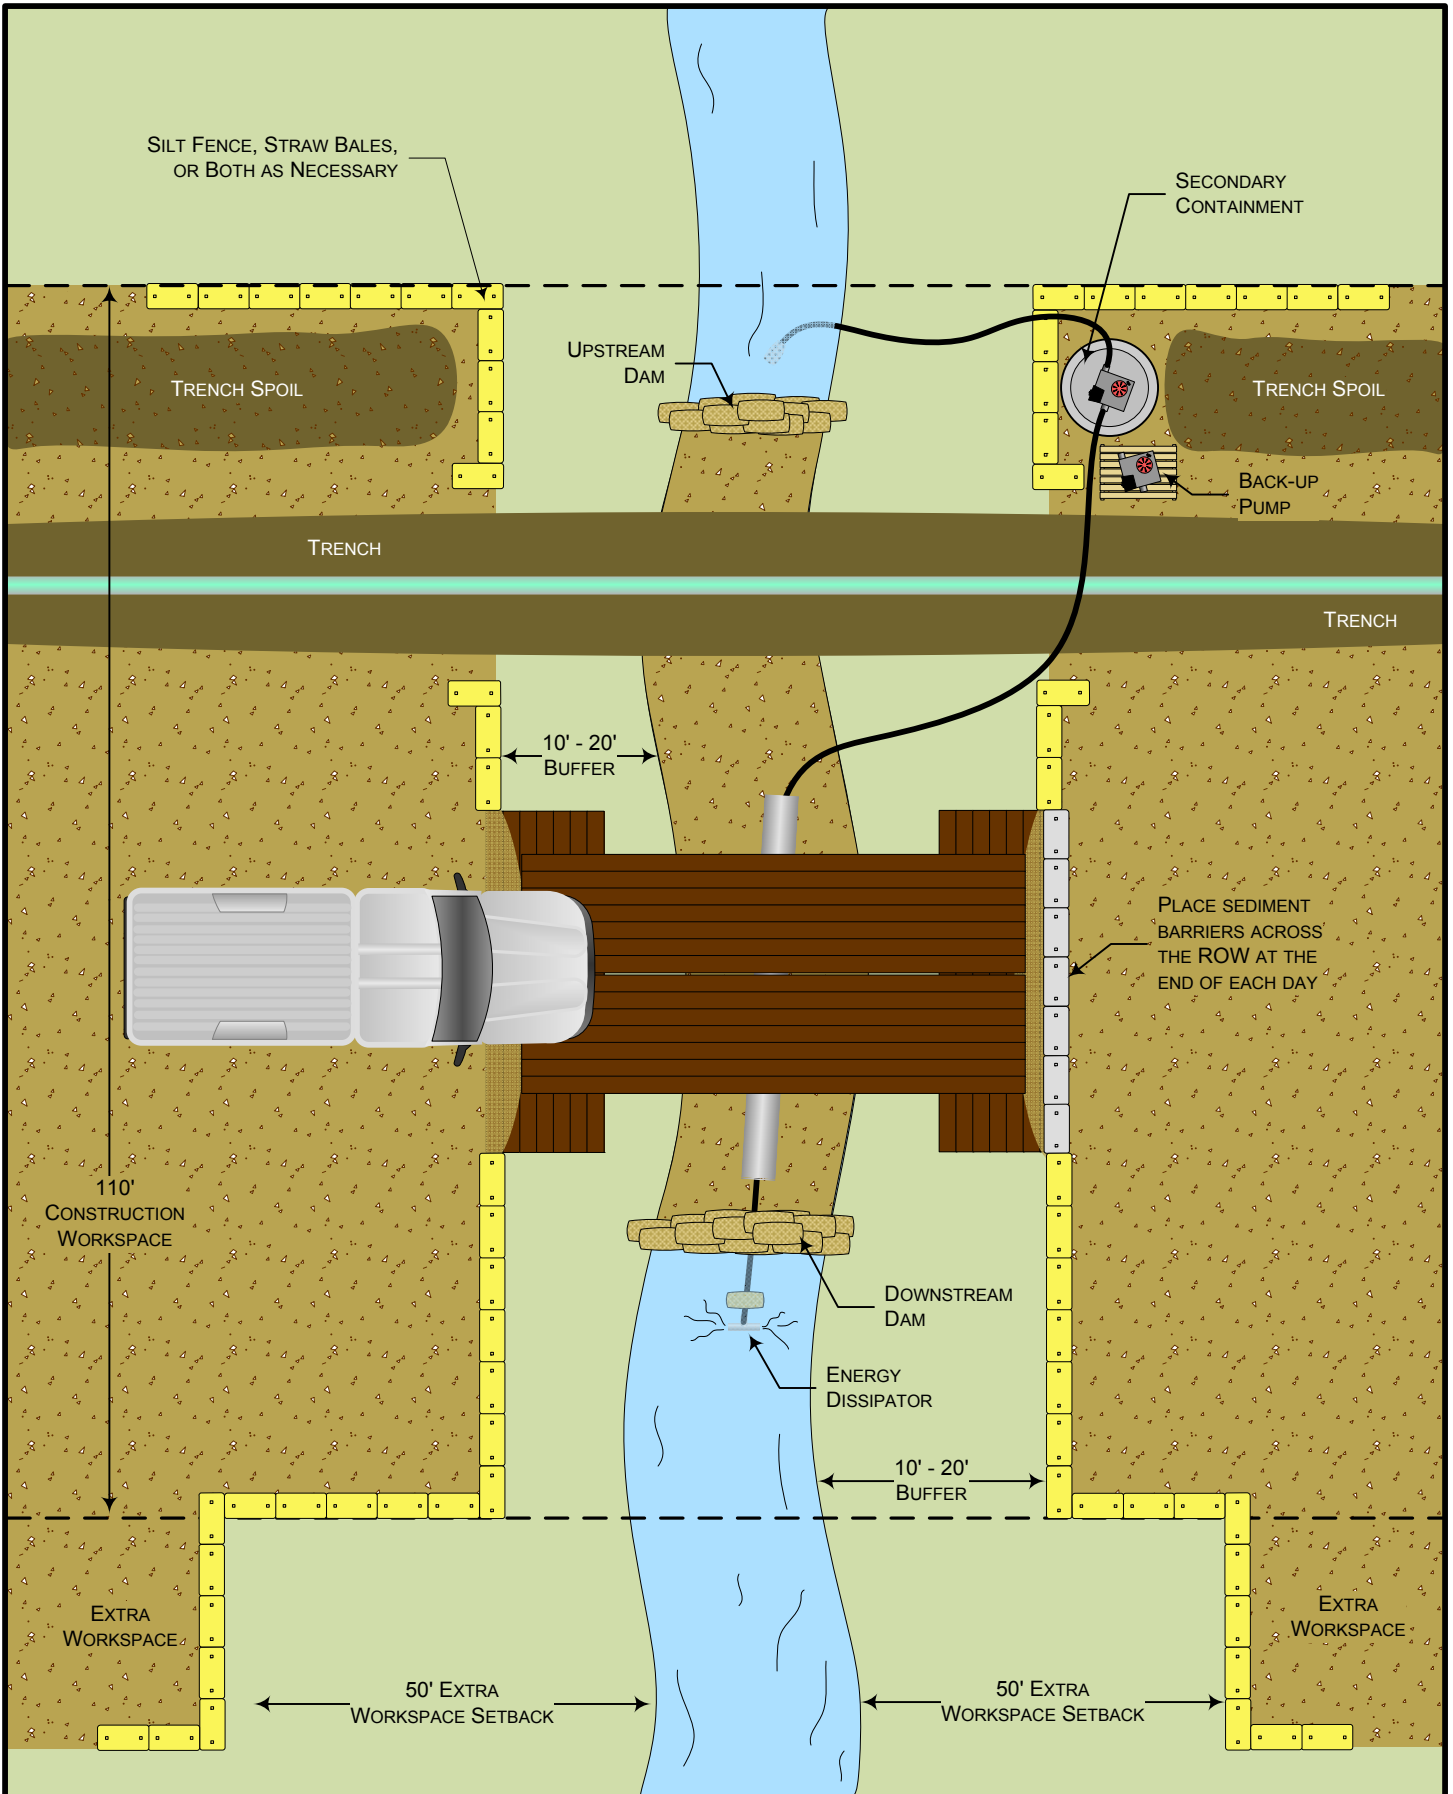 SILT FENCE, STRAW BALES,
OR BOTH AS NECESSARY
SECONDARY
CONTAINMENT
UPSTREAM
DAM
TRENCH SPOIL
TRENCH SPOIL
BACK-UP
PUMP
TRENCH
TRENCH
10' - 20'
BUFFER
PLACE SEDIMENT
BARRIERS ACROSS
THE ROW AT THE
END OF EACH DAY
110'
CONSTRUCTION
WORKSPACE
DOWNSTREAM
DAM
ENERGY
DISSIPATOR
10' - 20'
BUFFER
EXTRA
WORKSPACE
EXTRA
WORKSPACE
50' EXTRA
WORKSPACE SETBACK
50' EXTRA
WORKSPACE SETBACK